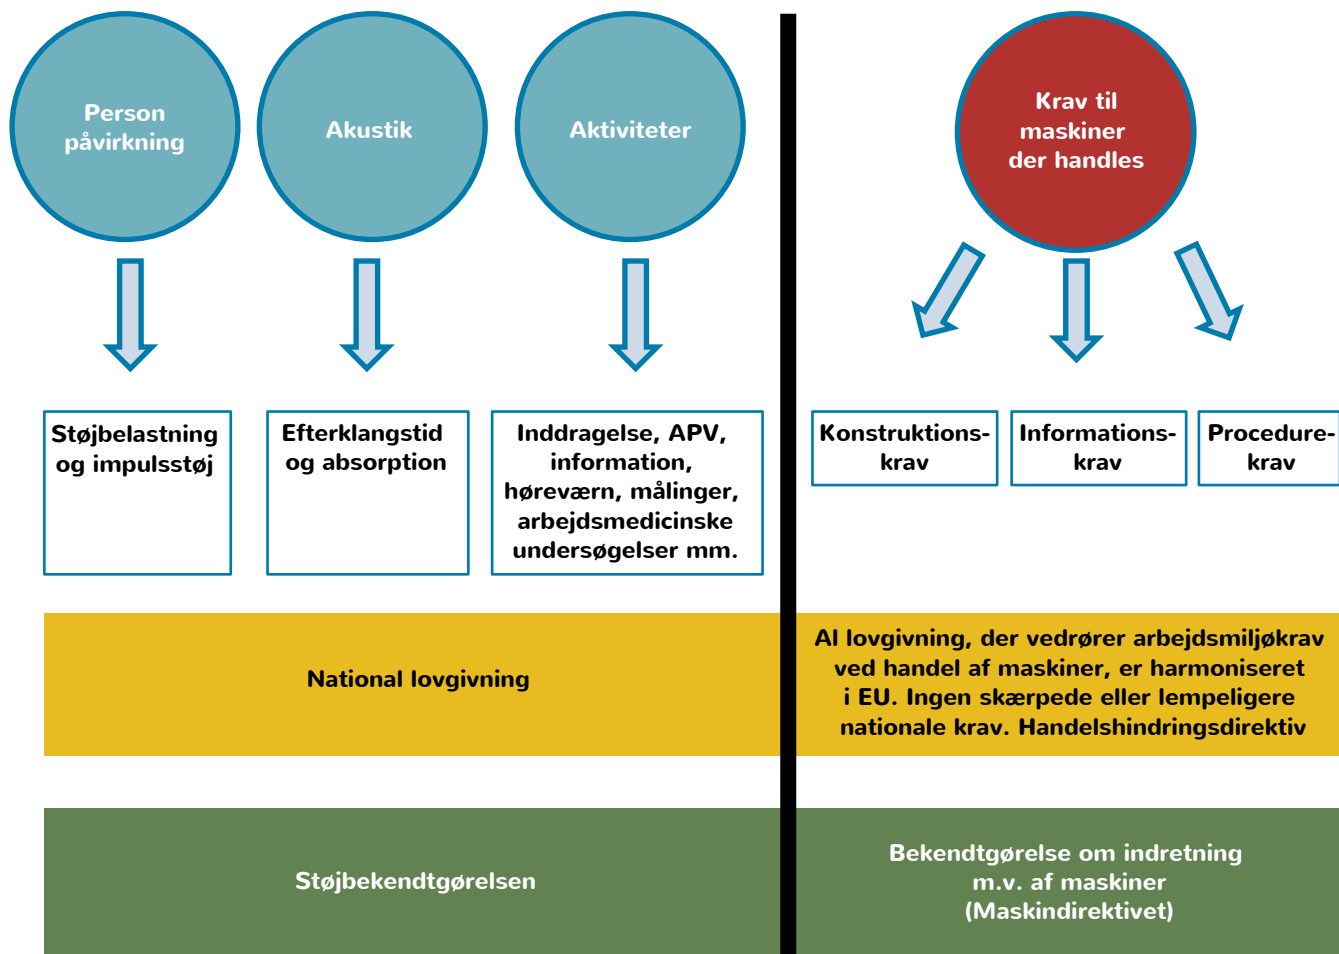 Person
påvirkning
Akustik
Aktiviteter
Krav til
maskiner
der handles
Støjbelastning
og impulsstøj
Efterklangstid
og absorption
Inddragelse, APV,
information,
høreværn, målinger,
arbejdsmedicinske
undersøgelser mm.
Konstruktions-
krav
Informations-
krav
Procedure-
krav
National lovgivning
Al lovgivning, der vedrører arbejdsmiljøkrav
ved handel af maskiner, er harmoniseret
i EU. Ingen skærpede eller lempeligere
nationale krav. Handelshindringsdirektiv
Støjbekendtgørelsen
Bekendtgørelse om indretning
m.v. af maskiner
(Maskindirektivet)